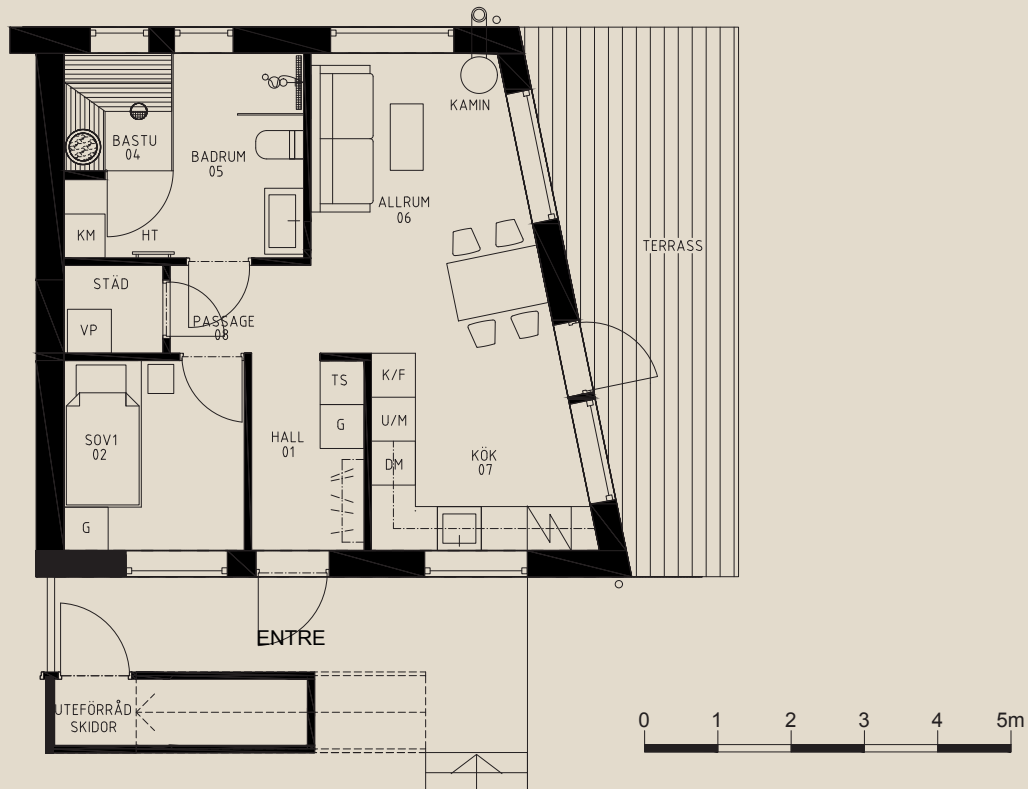 KAMIN
BASTU
04
BADRUM
05
ALLRUM
06
KM
HT
TERRASS
STÄD
VP
PASSAGE
08
TS
K/F
G
U/M
SOV1
02
HALL
01
DM
KÖK
07
G
ENTRE
UTEFÖRRÅD
SKIDOR
0 1 2 3 4 5m